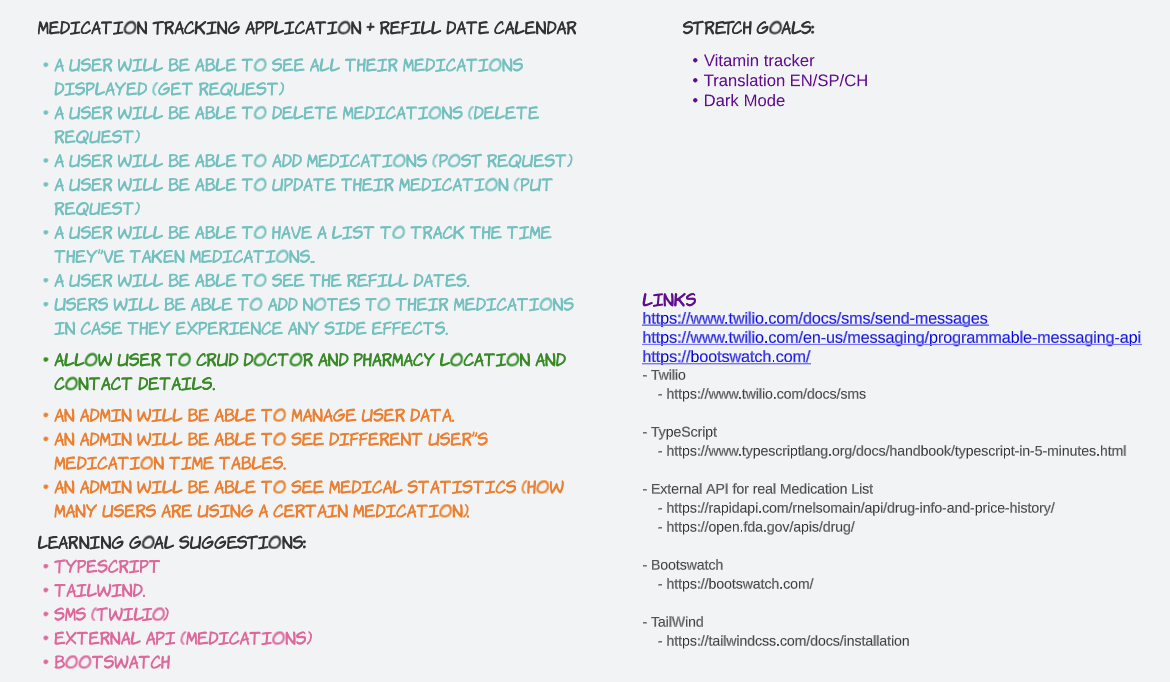 MEDICATION TRACKING APPLICATION + REFILL DATE CALENDAR
• A USER WILL BE ABLE TO SEE ALL THEIR MEDICATIONS
DISPLAYED (GET REQUEST)
• A USER WILL BE ABLE TO DELETE MEDICATIONS (DELETE
REQUEST)
• A USER WILL BE ABLE TO ADD MEDICATIONS (POST REQUEST)
• A USER WILL BE ABLE TO UPDATE THEIR MEDICATION (PUT
REQUEST)
• A USER WILL BE ABLE TO HAVE A LIST TO TRACK THE TIME
THEY"VE TAKEN MEDICATIONS..
• A USER WILL BE ABLE TO SEE THE REFILL DATES.
• USERS WILL BE ABLE TO ADD NOTES TO THEIR MEDICATIONS
IN CASE THEY EXPERIENCE ANY SIDE EFFECTS.
• ALLOW USER TO CRUD DOCTOR AND PHARMACY LOCATION AND
CONTACT DETAILS.
• AN ADMIN WILL BE ABLE TO MANAGE USER DATA.
• AN ADMIN WILL BE ABLE TO SEE DIFFERENT USER"S
MEDICATION TIME TABLES.
• AN ADMIN WILL BE ABLE TO SEE MEDICAL STATISTICS (HOW
MANY USERS ARE USING A CERTAIN MEDICATION).
LEARNING GOAL SUGGESTIONS:
• TYPESCRIPT
• TAILWIND.
• SMS (TWILIO)
• EXTERNAL API (MEDICATIONS)
• BOOTSWATCH
STRETCH GOALS:
• Vitamin tracker
• Translation EN/SP/CH
• Dark Mode
LINKS
https://www.twilio.com/docs/sms/send-messages
https://www.twilio.com/en-us/messaging/programmable-messaging-api
https://bootswatch.com/
- Twilio
- https://www.twilio.com/docs/sms
- TypeScript
- https://www.typescriptlang.org/docs/handbook/typescript-in-5-minutes.html
- External API for real Medication List
- https://rapidapi.com/rnelsomain/api/drug-info-and-price-history/
- https://open.fda.gov/apis/drug/
- Bootswatch
- https://bootswatch.com/
- TailWind
- https://tailwindcss.com/docs/installation